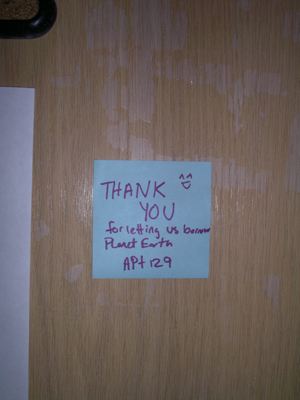 THANK
YOU
for letting us borrow
Planet Earth
APt 129